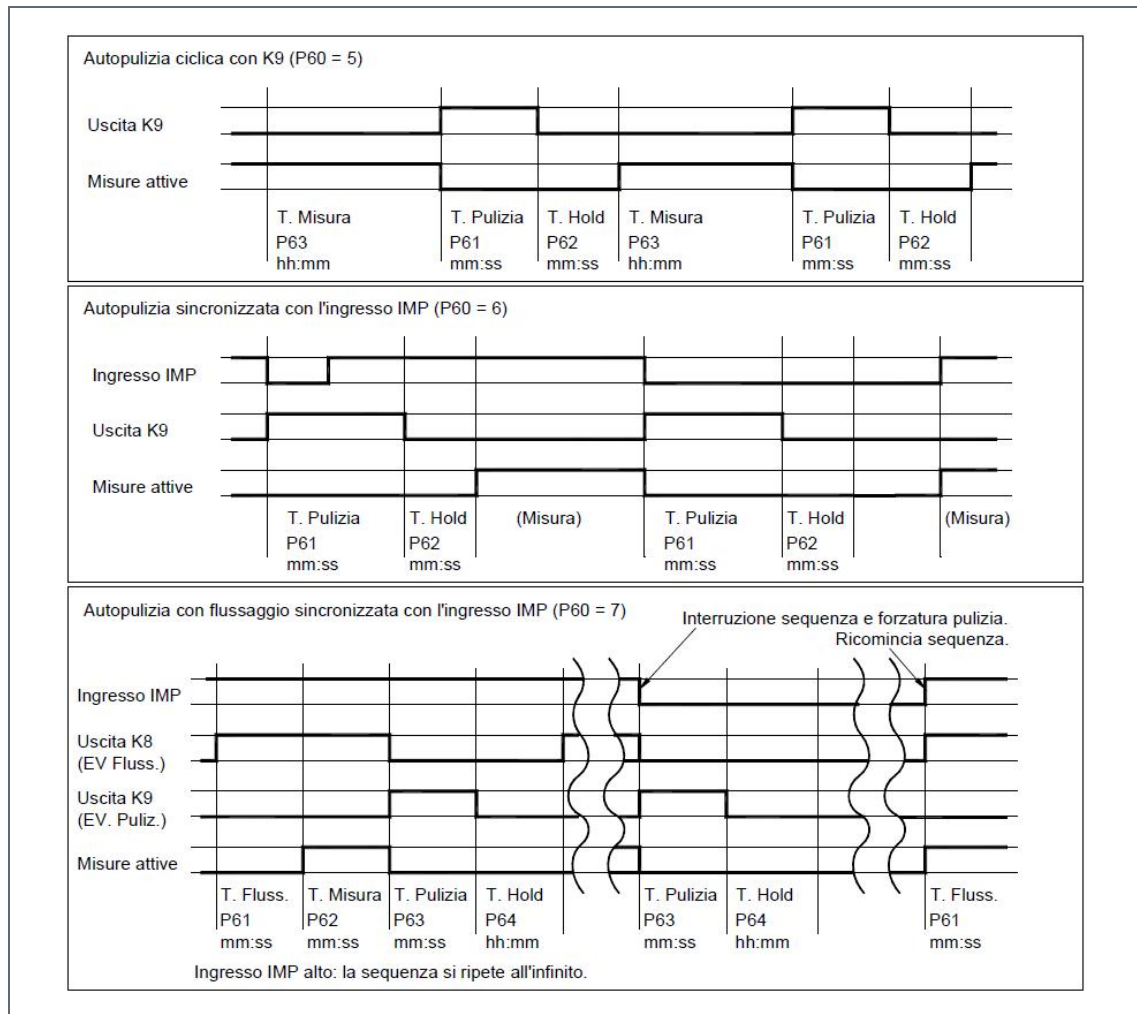 Autopulizia ciclica con K9 (P60 = 5)
Uscita K9
Misure attive
T. Misura T. Pulizia T. Hold T. Misura T. Pulizia T. Hold
P63 P61 P62 P63 P61 P62
hh:mm mm:ss mm:ss hh:mm mm:ss mm:ss
Autopulizia sincronizzata con l'ingresso IMP (P60 = 6)
Ingresso IMP
Uscita K9
Misure attive
T. Pulizia T. Hold (Misura) T. Pulizia T. Hold (Misura)
P61 P62 P61 P62
mm:ss mm:ss mm:ss mm:ss
Autopulizia con flussaggio sincronizzata con l'ingresso IMP (P60 = 7)
Interruzione sequenza e forzatura pulizia.
Ricomincia sequenza.
Ingresso IMP
Uscita K8
(EV Fluss.)
Uscita K9
(EV. Puliz.)
Misure attive
T. Fluss. T. Misura T. Pulizia T. Hold T. Pulizia T. Hold T. Fluss.
P61 P62 P63 P64 P63 P64 P61
mm:ss mm:ss mm:ss hh:mm mm:ss hh:mm mm:ss
Ingresso IMP alto: la sequenza si ripete all'infinito.